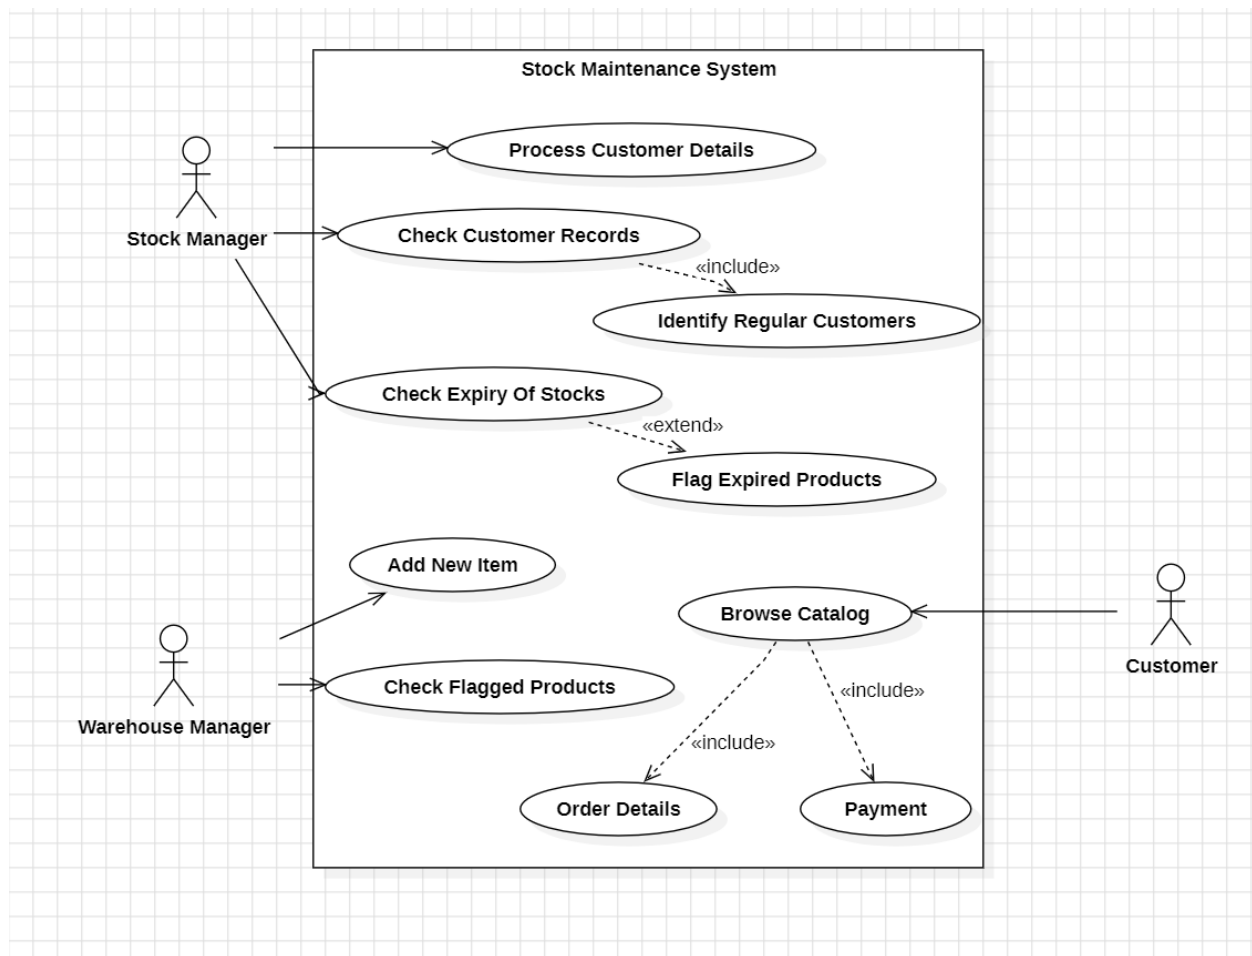 Stock Maintenance System
Process Customer Details
Stock Manager
Check Customer Records
«include»
Identify Regular Customers
Check Expiry Of Stocks
«extend»
Flag Expired Products
Add New Item
Browse Catalog
Customer
Check Flagged Products
«include»
Warehouse Manager
«include»
Order Details
Payment